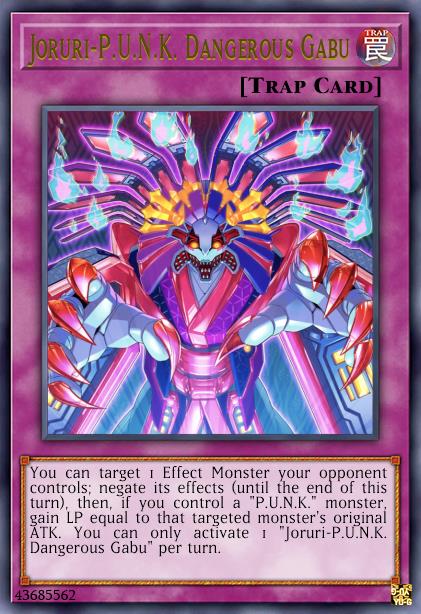 JORURI-P.U.N.K. DANGEROUS GABU
TRAP
罠
[TRAP CARD]
You can target 1 Effect Monster your opponent
controls; negate its effects (until the end of this
turn), then, if you control a "P.U.N.K." monster,
gain LP equal to that targeted monster's original
ATK. You can only activate 1 "Joruri-P.U.N.K.
Dangerous Gabu" per turn.
43685562